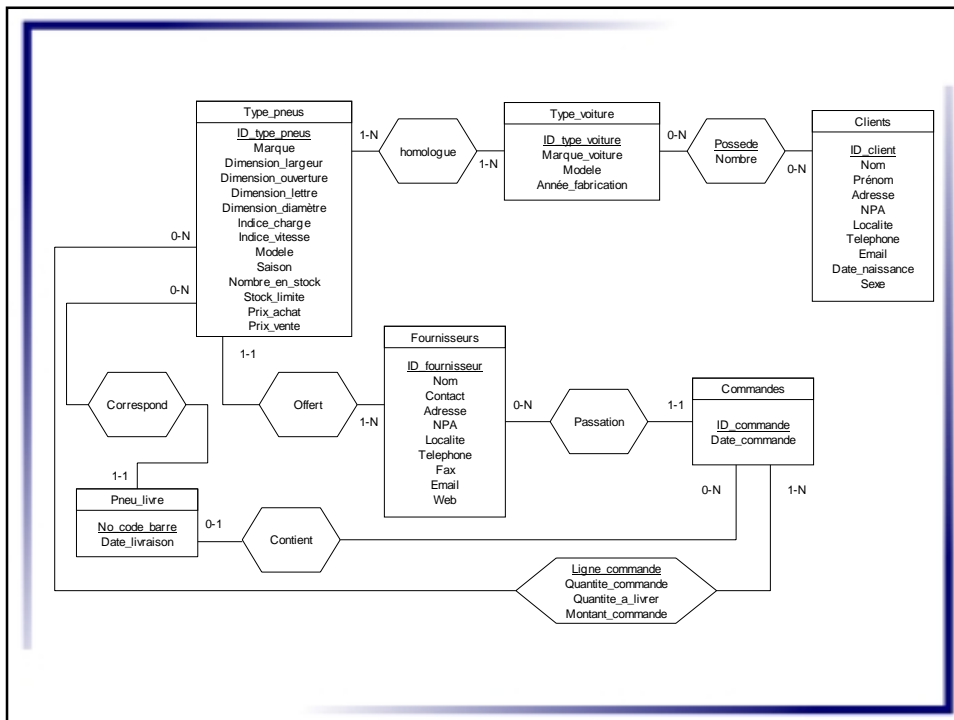 Type_pneus
ID_type_pneus
Marque
Dimension_largeur
Dimension_ouverture
Dimension_lettre
Dimension_diamètre
Indice_charge
Indice_vitesse
Modele
Saison
Nombre_en_stock
Stock_limite
Prix_achat
Prix_vente
1-N
homologue
1-N
Type_voiture
ID_type_voiture
Marque_voiture
Modele
Année_fabrication
0-N
Possede
Nombre
0-N
Clients
ID_client
Nom
Prénom
Adresse
NPA
Localite
Telephone
Email
Date_naissance
Sexe
0-N
0-N
1-1
Offert
1-N
Fournisseurs
ID_fournisseur
Nom
Contact
Adresse
NPA
Localite
Telephone
Fax
Email
Web
0-N
Passation
1-1
Commandes
ID_commande
Date_commande
Correspond
1-1
Pneu_livre
No_code_barre
Date_livraison
0-1
Contient
0-N
1-N
Ligne_commande
Quantite_commande
Quantite_a_livrer
Montant_commande